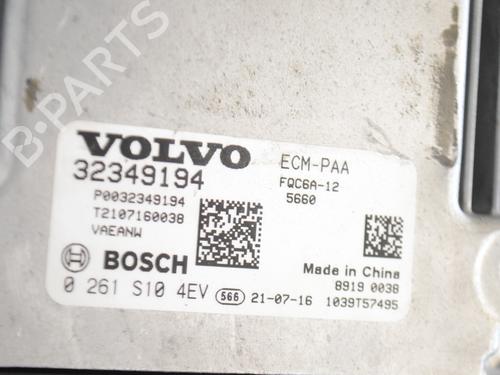 VOLVO
32349194
P0032349194
T2107160038
VAEANW
BOSCH
0 261 S10 4EV 566 21-07-16
ECM-PAA
FQC6A-12
5660
Made in China
8919 0038
1039T57495
B-PARTS